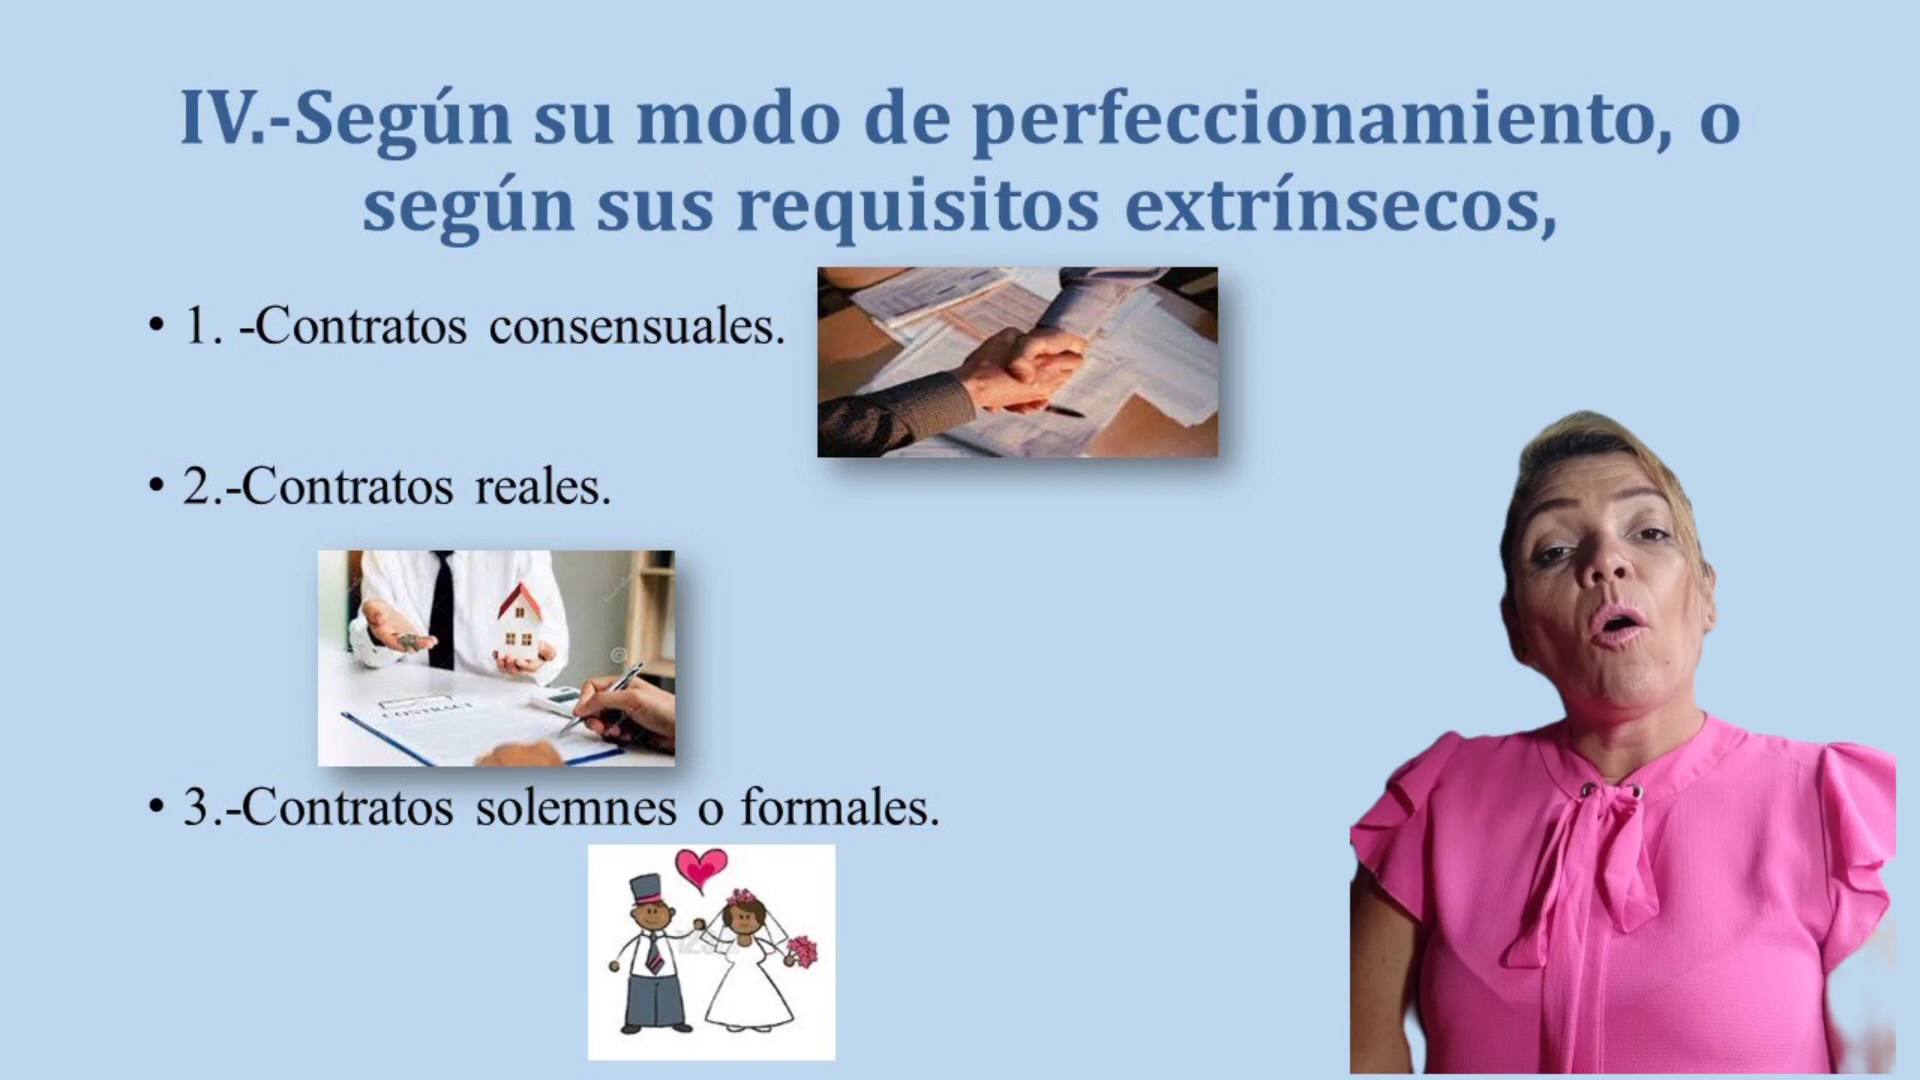 IV.-Según su modo de perfeccionamiento, o
según sus requisitos extrínsecos,
• 1. -Contratos consensuales.
• 2.-Contratos reales.
CONTRACT
• 3.-Contratos solemnes o formales.